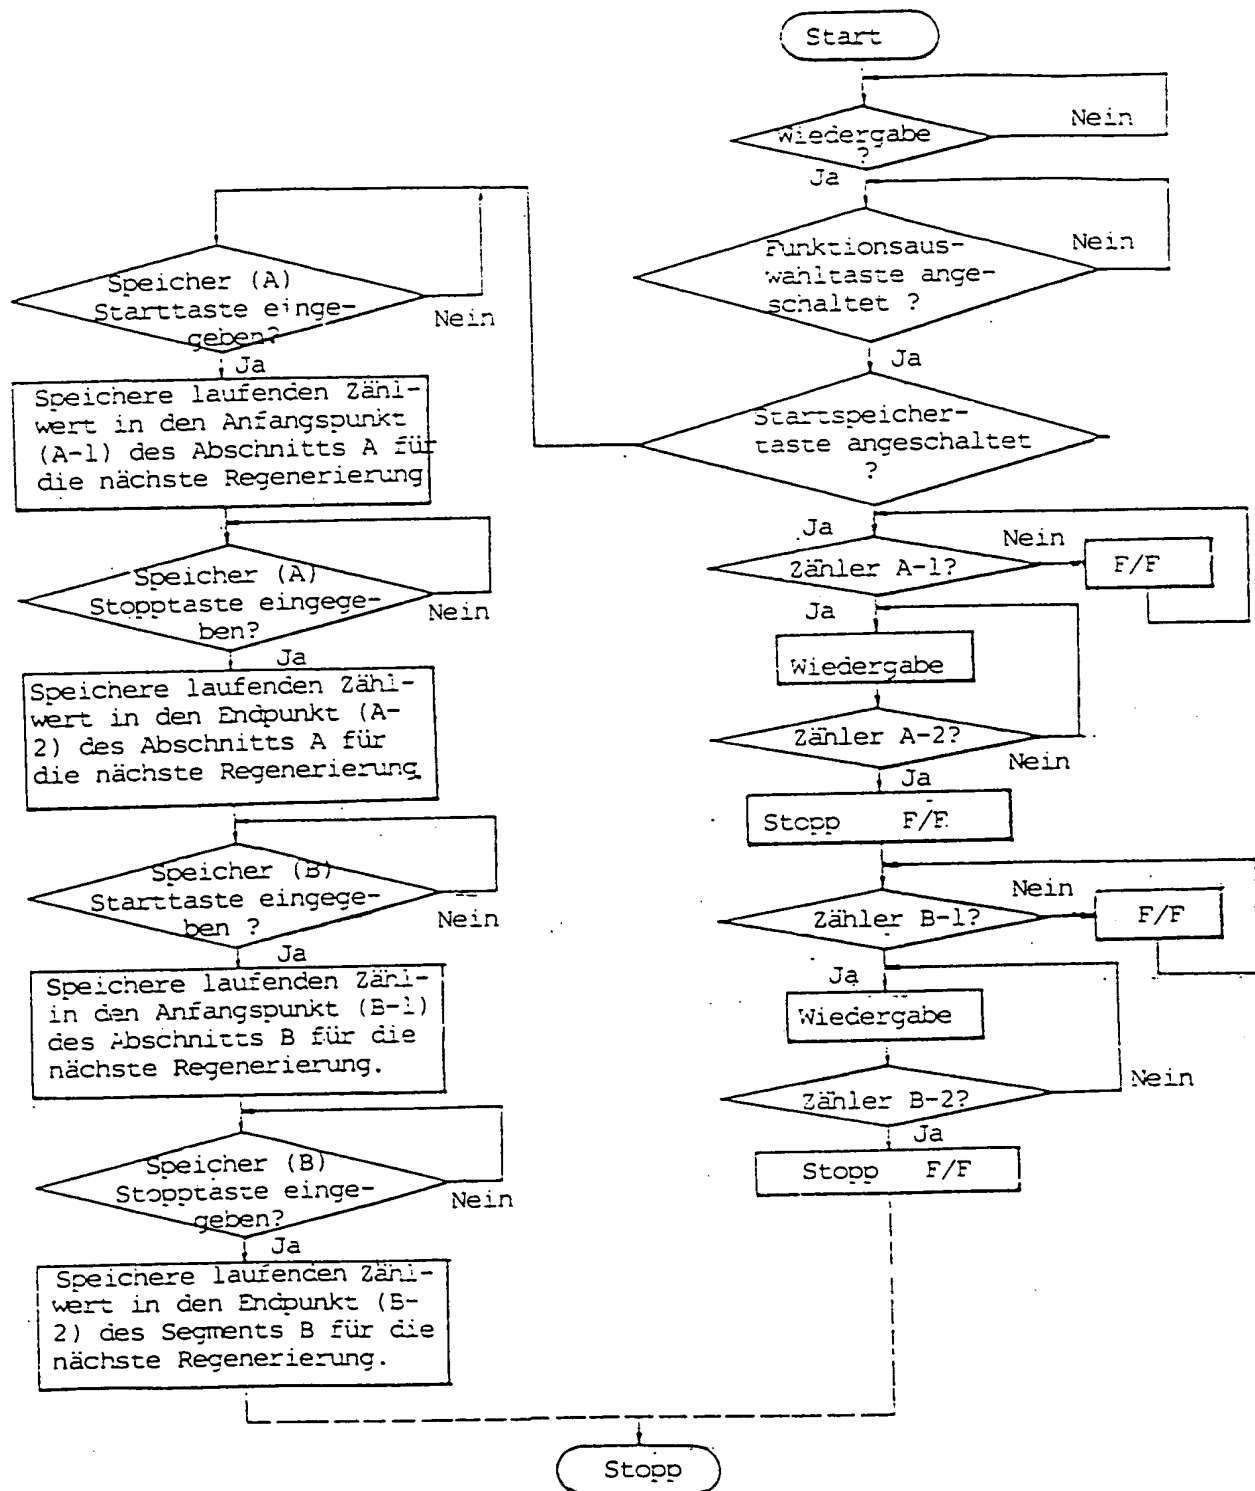 Start
Wiedergabe
?
Nein
Ja
Funktionsaus-
wahltaste ange-
schaltet ?
Nein
Ja
Startspeicher-
taste angeschaltet
?
Ja
Zähler A-1?
Nein
F/F
Ja
Wiedergabe
Zähler A-2?
Nein
Ja
Stopp F/F
Zähler B-1?
Nein
F/F
Ja
Wiedergabe
Zähler B-2?
Nein
Ja
Stopp F/F
Speicher (A)
Starttaste einge-
geben?
Nein
Ja
Speichere laufenden Zähl-
wert in den Anfangspunkt
(A-1) des Abschnitts A für
die nächste Regenerierung
Speicher (A)
Stopptaste eingege-
ben?
Nein
Ja
Speichere laufenden Zähl-
wert in den Endpunkt (A-
2) des Abschnitts A für
die nächste Regenerierung.
Speicher (B)
Starttaste eingege-
ben ?
Nein
Ja
Speichere laufenden Zähl-
in den Anfangspunkt (B-1)
des Abschnitts B für die
nächste Regenerierung.
Speicher (B)
Stopptaste einge-
geben?
Nein
Ja
Speichere laufenden Zähl-
wert in den Endpunkt (B-
2) des Segments B für die
nächste Regenerierung.
Stopp